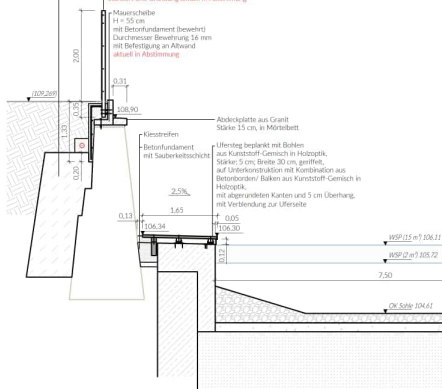 Mauerscheibe
H = 55 cm
mit Betonfundament (bewehrt)
Durchmesser Bewehrung 16 mm
mit Befestigung an Altwand
aktuell in Abstimmung
2,00
0,31
(109,269)
108,90
0,35
1,33
0,20
Abdeckplatte aus Granit
Stärke 15 cm, in Mörtelbett
Kiesstreifen
Betonfundament
mit Sauberkeitsschicht
Ufersteg beplankt mit Bohlen
aus Kunststoff-Gemisch in Holzoptik,
Stärke: 5 cm; Breite 30 cm, geriffelt,
auf Unterkonstruktion mit Kombination aus
Betonborden/ Balken aus Kunststoff-Gemisch in
Holzoptik,
mit abgerundeten Kanten und 5 cm Überhang,
mit Verblendung zur Uferseite
2,5%
1,65
0,13
0,05
106,34
106,30
0,12
WSP (15 m³) 106,11
WSP (2 m³) 105,72
7,50
OK Sohle 104,61